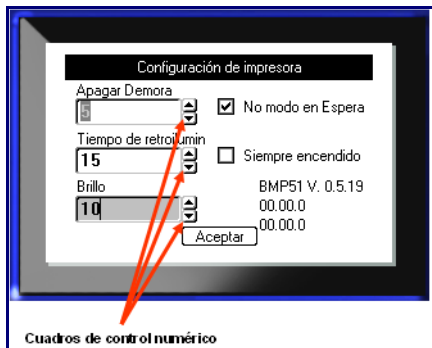 Configuración de impresora
Apagar Demora
5
No modo en Espera
Tiempo de retroilumin
15
Siempre encendido
Brillo
10
BMP51 V. 0.5.19
00.00.0
00.00.0
Aceptar
Cuadros de control numérico